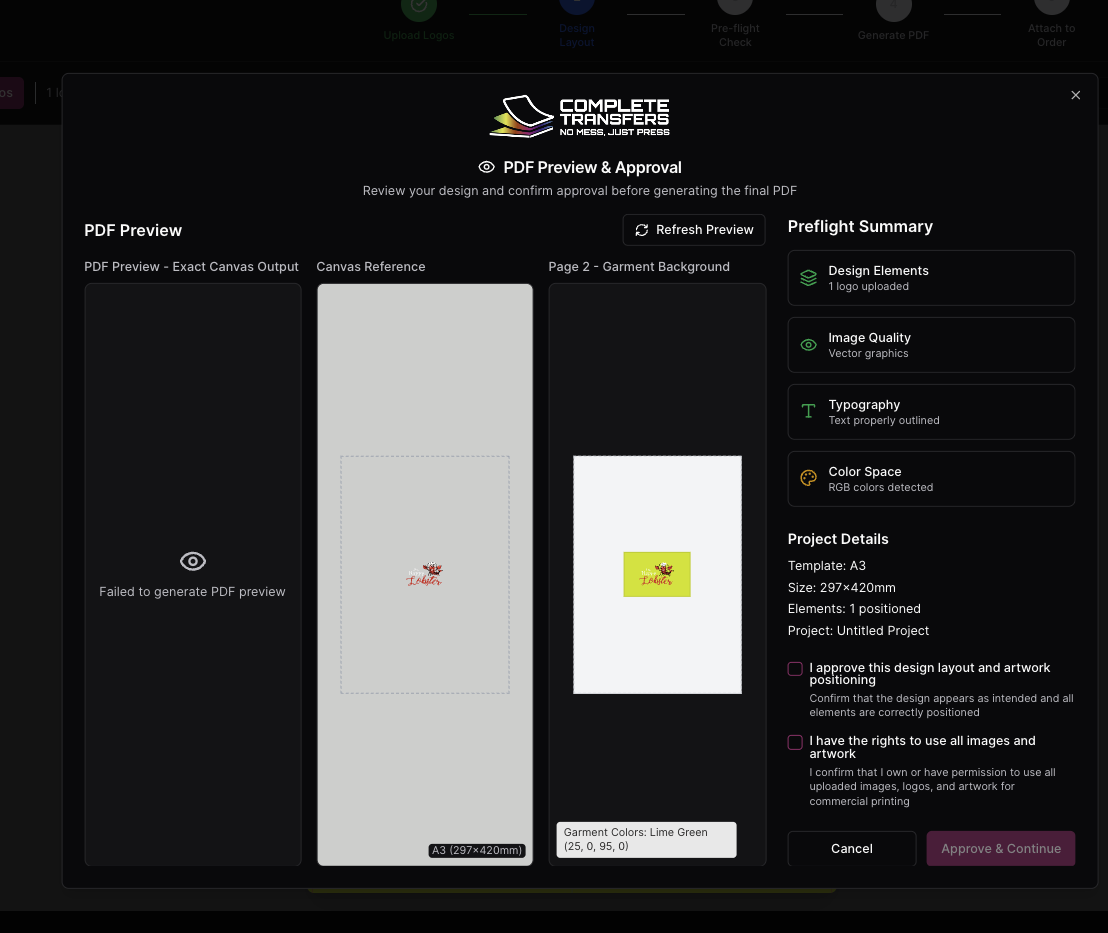 Upload Logos
Design
Layout
Pre-flight
Check
Generate PDF
Attach to
Order
os
1 lo
COMPLETE
TRANSFERS
NO MESS, JUST PRESS
PDF Preview & Approval
Review your design and confirm approval before generating the final PDF
PDF Preview
Refresh Preview
PDF Preview - Exact Canvas Output
Canvas Reference
Page 2 - Garment Background
Failed to generate PDF preview
Lobster
A3 (297×420mm)
Lobster
Garment Colors: Lime Green
(25, 0, 95, 0)
Preflight Summary
Design Elements
1 logo uploaded
Image Quality
Vector graphics
Typography
Text properly outlined
Color Space
RGB colors detected
Project Details
Template: A3
Size: 297×420mm
Elements: 1 positioned
Project: Untitled Project
I approve this design layout and artwork
positioning
Confirm that the design appears as intended and all
elements are correctly positioned
I have the rights to use all images and
artwork
I confirm that I own or have permission to use all
uploaded images, logos, and artwork for
commercial printing
Cancel
Approve & Continue